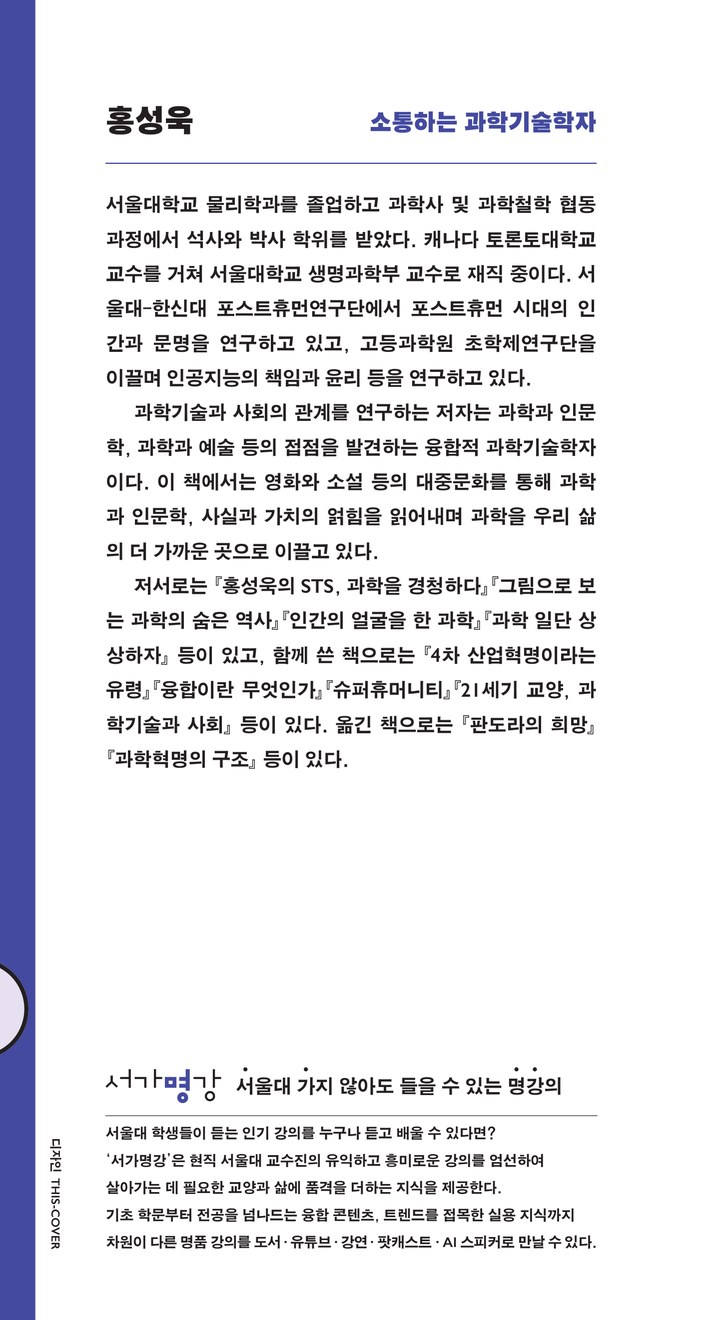 홍성욱 소통하는 과학기술학자
서울대학교 물리학과를 졸업하고 과학사 및 과학철학 협동
과정에서 석사와 박사 학위를 받았다. 캐나다 토론토대학교
교수를 거쳐 서울대학교 생명과학부 교수로 재직 중이다. 서
울대-한신대 포스트휴먼연구단에서 포스트휴먼 시대의 인
간과 문명을 연구하고 있고, 고등과학원 초학제연구단을
이끌며 인공지능의 책임과 윤리 등을 연구하고 있다.
과학기술과 사회의 관계를 연구하는 저자는 과학과 인문
학, 과학과 예술 등의 접점을 발견하는 융합적 과학기술학자
이다. 이 책에서는 영화와 소설 등의 대중문화를 통해 과학
과 인문학, 사실과 가치의 얽힘을 읽어내며 과학을 우리 삶
의 더 가까운 곳으로 이끌고 있다.
저서로는 『홍성욱의 STS, 과학을 경청하다』『그림으로 보
는 과학의 숨은 역사』『인간의 얼굴을 한 과학』『과학 일단 상
상하자』 등이 있고, 함께 쓴 책으로는 『4차 산업혁명이라는
유령』『융합이란 무엇인가』『슈퍼휴머니티』『21세기 교양, 과
학기술과 사회』 등이 있다. 옮긴 책으로는 『판도라의 희망』
『과학혁명의 구조』 등이 있다.
서가명강 서울대 가지 않아도 들을 수 있는 명강의
서울대 학생들이 듣는 인기 강의를 누구나 듣고 배울 수 있다면?
‘서가명강’은 현직 서울대 교수진의 유익하고 흥미로운 강의를 엄선하여
살아가는 데 필요한 교양과 삶에 품격을 더하는 지식을 제공한다.
기초 학문부터 전공을 넘나드는 융합 콘텐츠, 트렌드를 접목한 실용 지식까지
차원이 다른 명품 강의를 도서·유튜브·강연·팟캐스트·AI 스피커로 만날 수 있다.
디자인 THIS-COVER